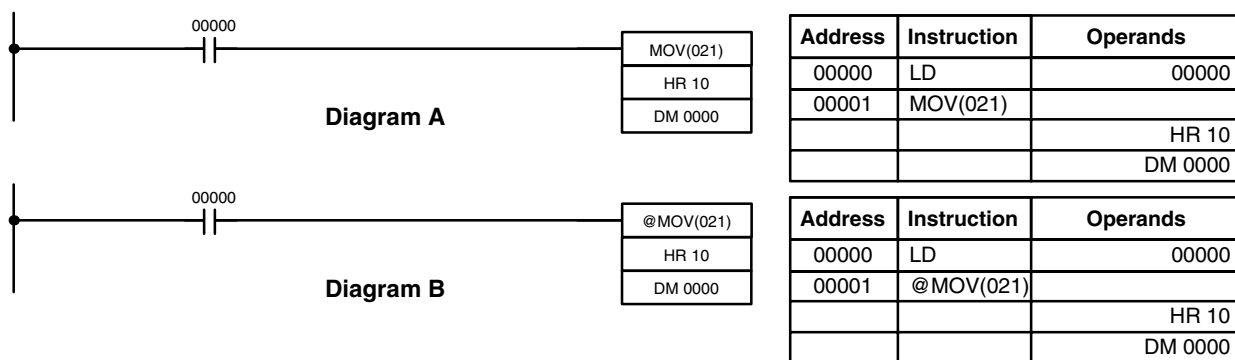 00000
MOV(021)
HR 10
DM 0000
Diagram A
Address Instruction Operands
00000 LD 00000
00001 MOV(021)
HR 10
DM 0000
00000
@MOV(021)
HR 10
DM 0000
Diagram B
Address Instruction Operands
00000 LD 00000
00001 @MOV(021)
HR 10
DM 0000